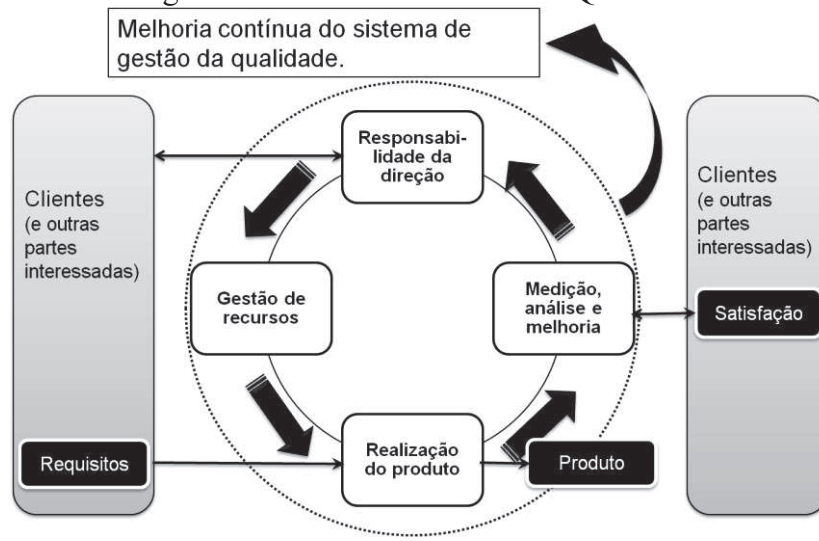 Melhoria contínua do sistema de
gestão da qualidade.
Responsabi-
lidade da
direção
Clientes
(e outras
partes
interessadas)
Clientes
(e outras
partes
interessadas)
Gestão de
recursos
Medição,
análise e
melhoria
Satisfação
Requisitos
Realização
do produto
Produto